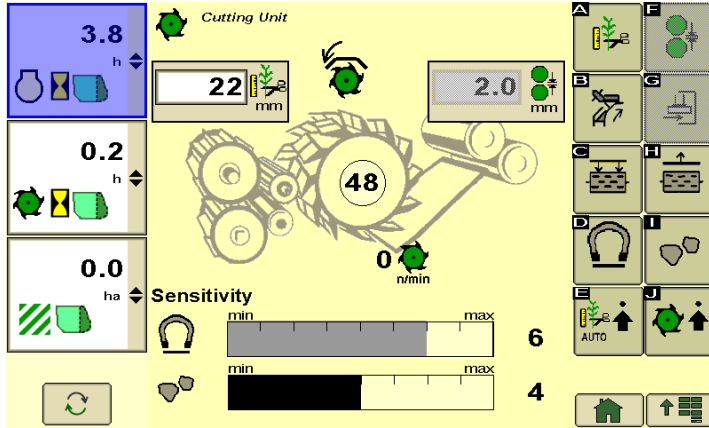 3.8
h
0.2
h
0.0
ha
Cutting Unit
22
mm
2.0
mm
48
0
n/min
Sensitivity
min
max
6
min
max
4
A
F
B
G
C
H
D
I
E
AUTO
J